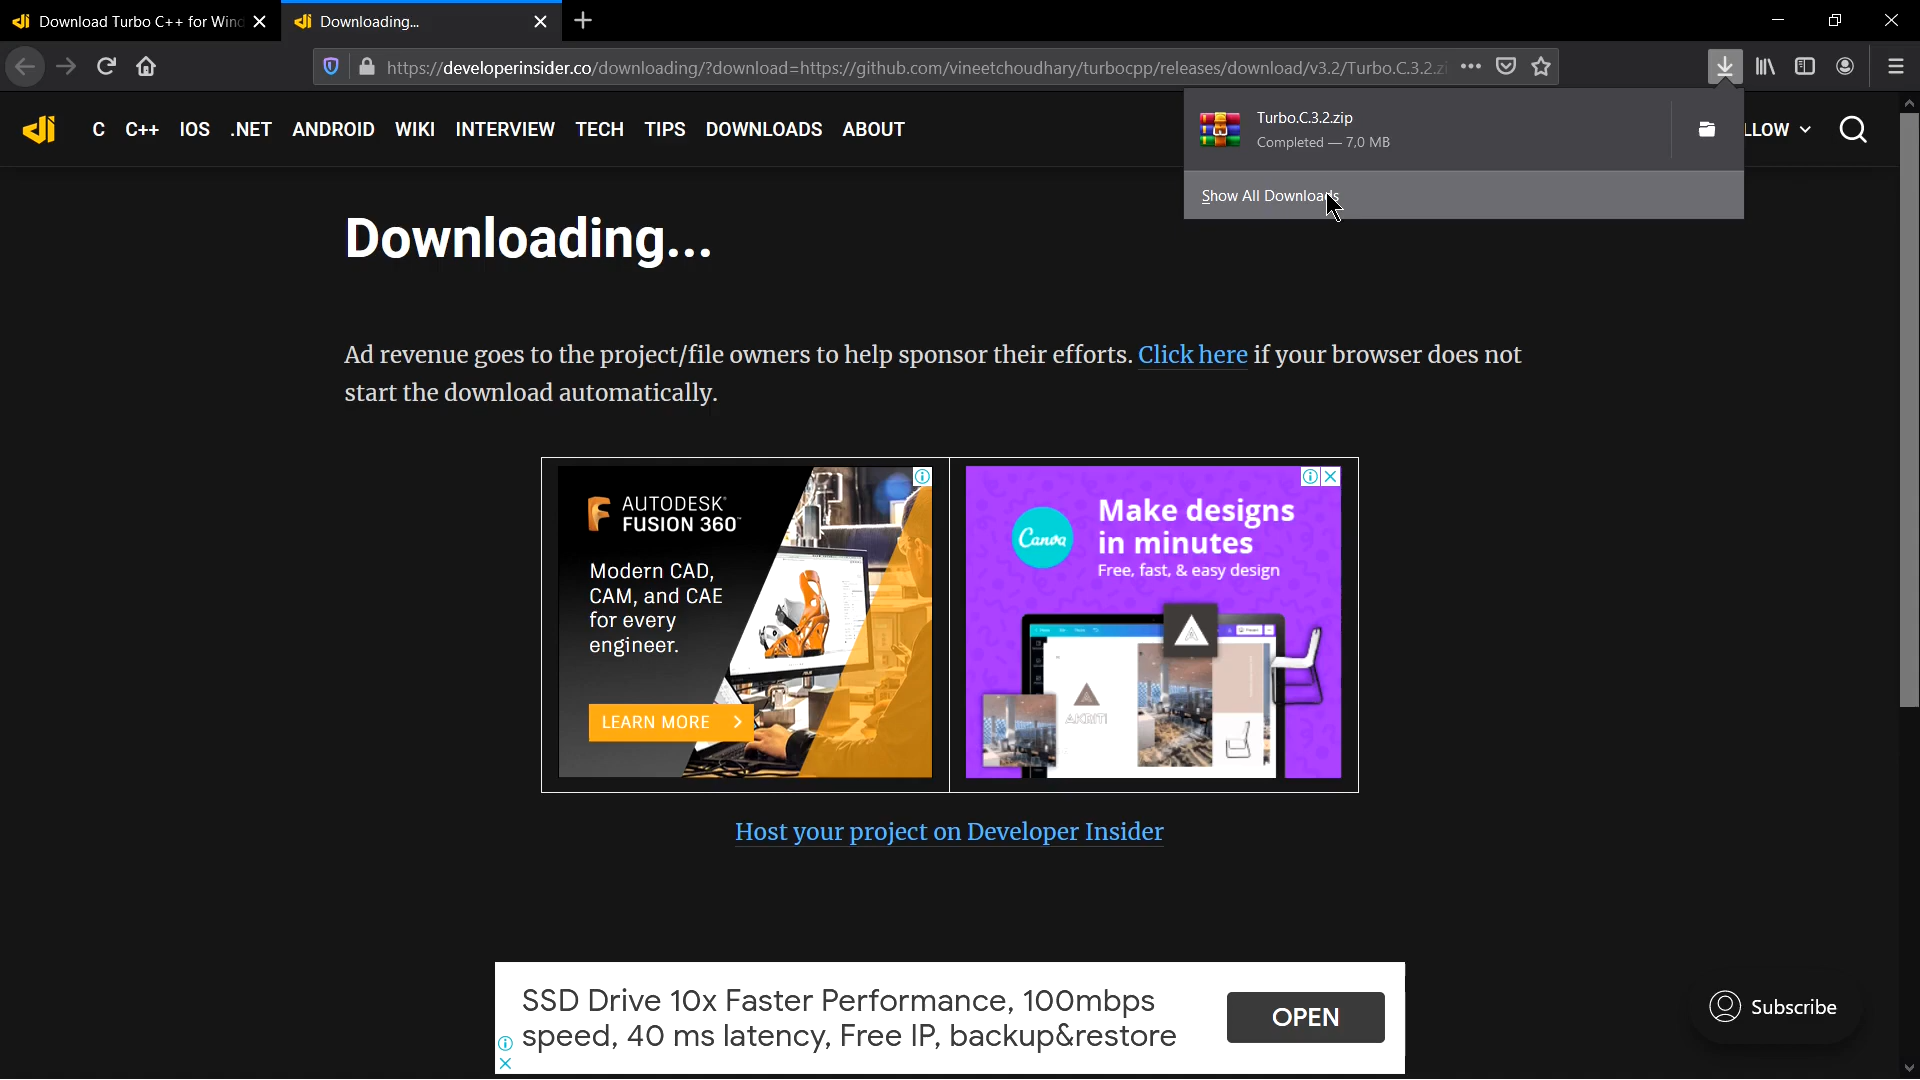 Download Turbo C++ for Wind
Downloading...
https://developerinsider.co/downloading/?download=https://github.com/vineetchoudhary/turbocpp/releases/download/v3.2/Turbo.C.3.2.zi
C C++ IOS .NET ANDROID WIKI INTERVIEW TECH TIPS DOWNLOADS ABOUT
LLOW
Turbo.C.3.2.zip
Completed — 7,0 MB
Show All Downloads
Downloading...
Ad revenue goes to the project/file owners to help sponsor their efforts. Click here if your browser does not
start the download automatically.
AUTODESK®
FUSION 360™
Modern CAD,
CAM, and CAE
for every
engineer.
LEARN MORE
Canva
Make designs
in minutes
Free, fast, & easy design
AKRITI
Host your project on Developer Insider
SSD Drive 10x Faster Performance, 100mbps
speed, 40 ms latency, Free IP, backup&restore
OPEN
Subscribe